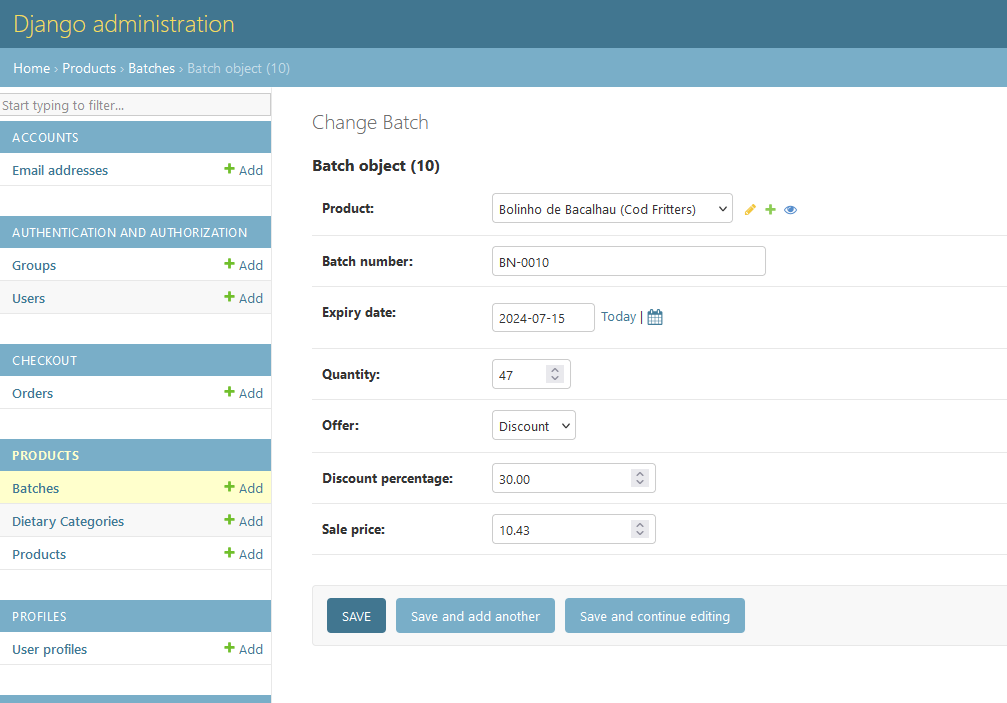 Django administration
Home › Products › Batches › Batch object (10)
Start typing to filter...
ACCOUNTS
Email addresses + Add
AUTHENTICATION AND AUTHORIZATION
Groups + Add
Users + Add
CHECKOUT
Orders + Add
PRODUCTS
Batches + Add
Dietary Categories + Add
Products + Add
PROFILES
User profiles + Add
Change Batch
Batch object (10)
Product: Bolinho de Bacalhau (Cod Fritters)
Batch number: BN-0010
Expiry date: 2024-07-15 Today |
Quantity: 47
Offer: Discount
Discount percentage: 30.00
Sale price: 10.43
SAVE Save and add another Save and continue editing